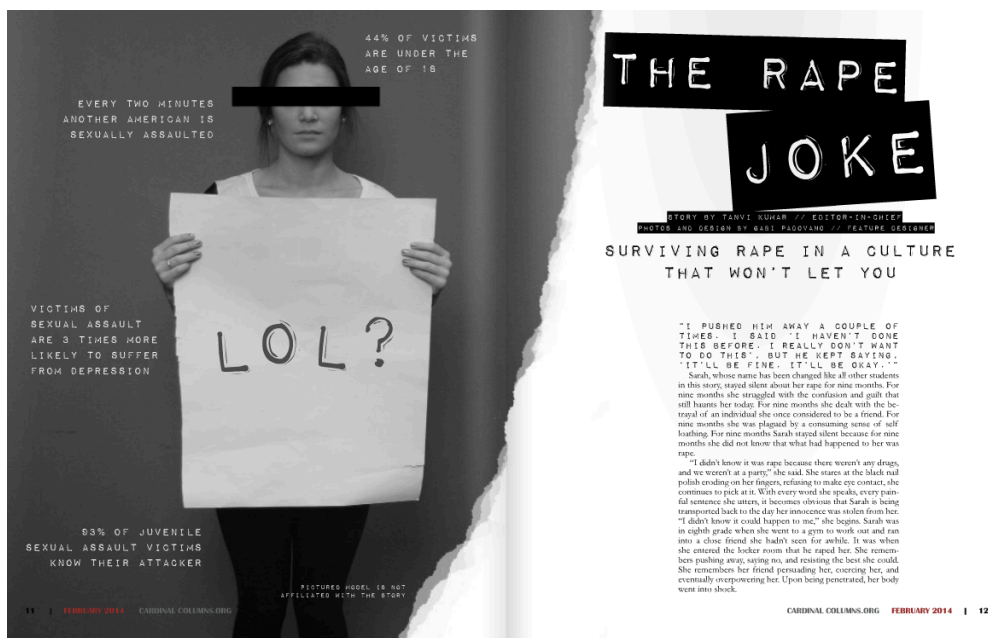 44% OF VICTIMS
ARE UNDER THE
AGE OF 18
EVERY TWO MINUTES
ANOTHER AMERICAN IS
SEXUALLY ASSAULTED
LOL?
VICTIMS OF
SEXUAL ASSAULT
ARE 3 TIMES MORE
LIKELY TO SUFFER
FROM DEPRESSION
93% OF JUVENILE
SEXUAL ASSAULT VICTIMS
KNOW THEIR ATTACKER
PICTURED MODEL IS NOT
AFFILIATED WITH THE STORY
11 | FEBRUARY 2014 CARDINAL COLUMNS.ORG
THE RAPE
JOKE
STORY BY TANVI KUMAR // EDITOR-IN-CHIEF
PHOTOS AND DESIGN BY GABI PADOVANO // FEATURE DESIGNER
SURVIVING RAPE IN A CULTURE
THAT WON'T LET YOU
"I PUSHED HIM AWAY A COUPLE OF
TIMES. I SAID 'I HAVEN'T DONE
THIS BEFORE. I REALLY DON'T WANT
TO DO THIS', BUT HE KEPT SAYING,
'IT'LL BE FINE. IT'LL BE OKAY.'"
Sarah, whose name has been changed like all other students
in this story, stayed silent about her rape for nine months. For
nine months she struggled with the confusion and guilt that
still haunts her today. For nine months she dealt with the be-
trayal of an individual she once considered to be a friend. For
nine months she was plagued by a consuming sense of self
loathing. For nine months Sarah stayed silent because for nine
months she did not know that what had happened to her was
rape.
"I didn't know it was rape because there weren't any drugs,
and we weren't at a party," she said. She stares at the black nail
polish eroding on her fingers, refusing to make eye contact, she
continues to pick at it. With every word she speaks, every pain-
ful sentence she utters, it becomes obvious that Sarah is being
transported back to the day her innocence was stolen from her.
"I didn't know it could happen to me," she begins. Sarah was
in eighth grade when she went to a gym to work out and ran
into a close friend she hadn't seen for awhile. It was when
she entered the locker room that he raped her. She remem-
bers pushing away, saying no, and resisting the best she could.
She remembers her friend persuading her, coercing her, and
eventually overpowering her. Upon being penetrated, her body
went into shock.
CARDINAL COLUMNS.ORG FEBRUARY 2014 | 12